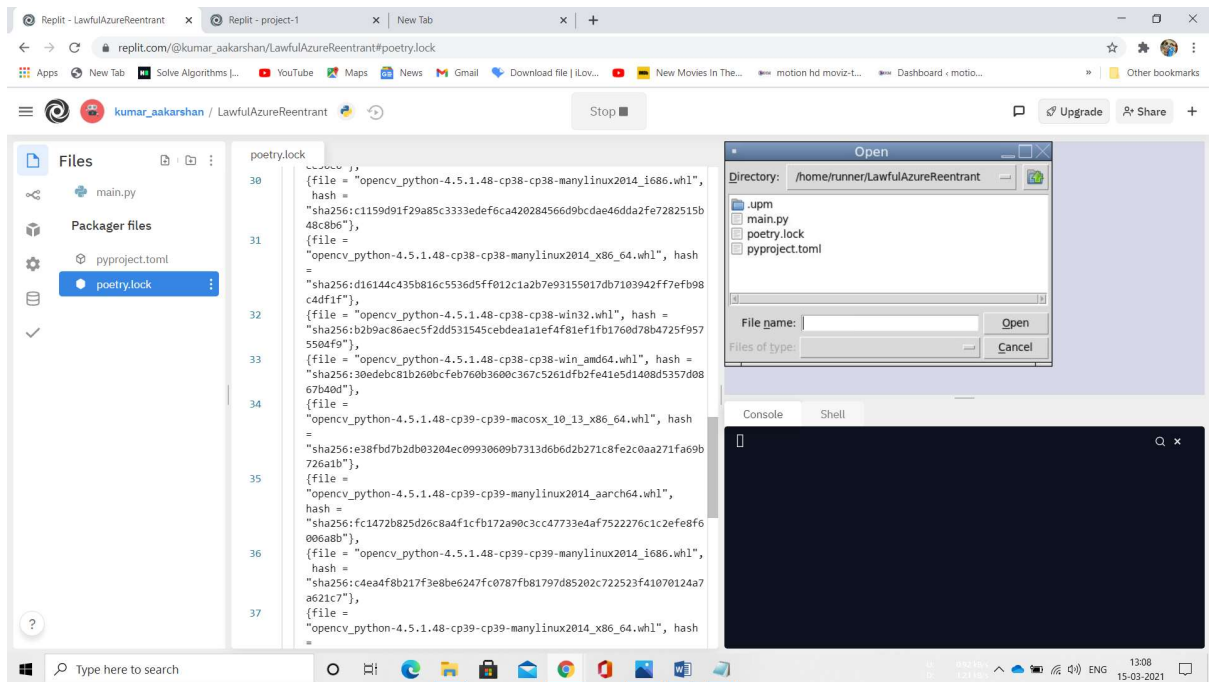 Replit - LawfulAzureReentrant
Replit - project-1
New Tab
replit.com/@kumar_aakarshan/LawfulAzureReentrant#poetry.lock
Apps New Tab Solve Algorithms |... YouTube Maps News Gmail Download file | iLov... New Movies In The... motion hd moviz-t... Dashboard ‹ motio... » Other bookmarks
kumar_aakarshan / LawfulAzureReentrant
Stop
Upgrade
Share
Files
main.py
Packager files
pyproject.toml
poetry.lock
?
poetry.lock
30 {file = "opencv_python-4.5.1.48-cp38-cp38-manylinux2014_i686.whl",
hash =
"sha256:c1159d91f29a85c3333edef6ca420284566d9bcdae46dda2fe7282515b
48c8b6"},
31 {file =
"opencv_python-4.5.1.48-cp38-cp38-manylinux2014_x86_64.whl", hash
=
"sha256:d16144c435b816c5536d5ff012c1a2b7e93155017db7103942ff7efb98
c4df1f"},
32 {file = "opencv_python-4.5.1.48-cp38-cp38-win32.whl", hash =
"sha256:b2b9ac86aec5f2dd531545cebdea1a1ef4f81ef1fb1760d78b4725f957
5504f9"},
33 {file = "opencv_python-4.5.1.48-cp38-cp38-win_amd64.whl", hash =
"sha256:30edebc81b260bcfeb760b3600c367c5261dfb2fe41e5d1408d5357d08
67b40d"},
34 {file =
"opencv_python-4.5.1.48-cp39-cp39-macosx_10_13_x86_64.whl", hash
=
"sha256:e38fbd7b2db03204ec09930609b7313d6b6d2b271c8fe2c0aa271fa69b
726a1b"},
35 {file =
"opencv_python-4.5.1.48-cp39-cp39-manylinux2014_aarch64.whl",
hash =
"sha256:fc1472b825d26c8a4f1cfb172a90c3cc47733e4af7522276c1c2efe8f6
006a8b"},
36 {file = "opencv_python-4.5.1.48-cp39-cp39-manylinux2014_i686.whl",
hash =
"sha256:c4ea4f8b217f3e8be6247fc0787fb81797d85202c722523f41070124a7
a621c7"},
37 {file =
"opencv_python-4.5.1.48-cp39-cp39-manylinux2014_x86_64.whl", hash
=
Open
Directory: /home/runner/LawfulAzureReentrant
.upm
main.py
poetry.lock
pyproject.toml
File name:
Open
Files of type:
Cancel
Console Shell
Type here to search
ENG
13:08
15-03-2021